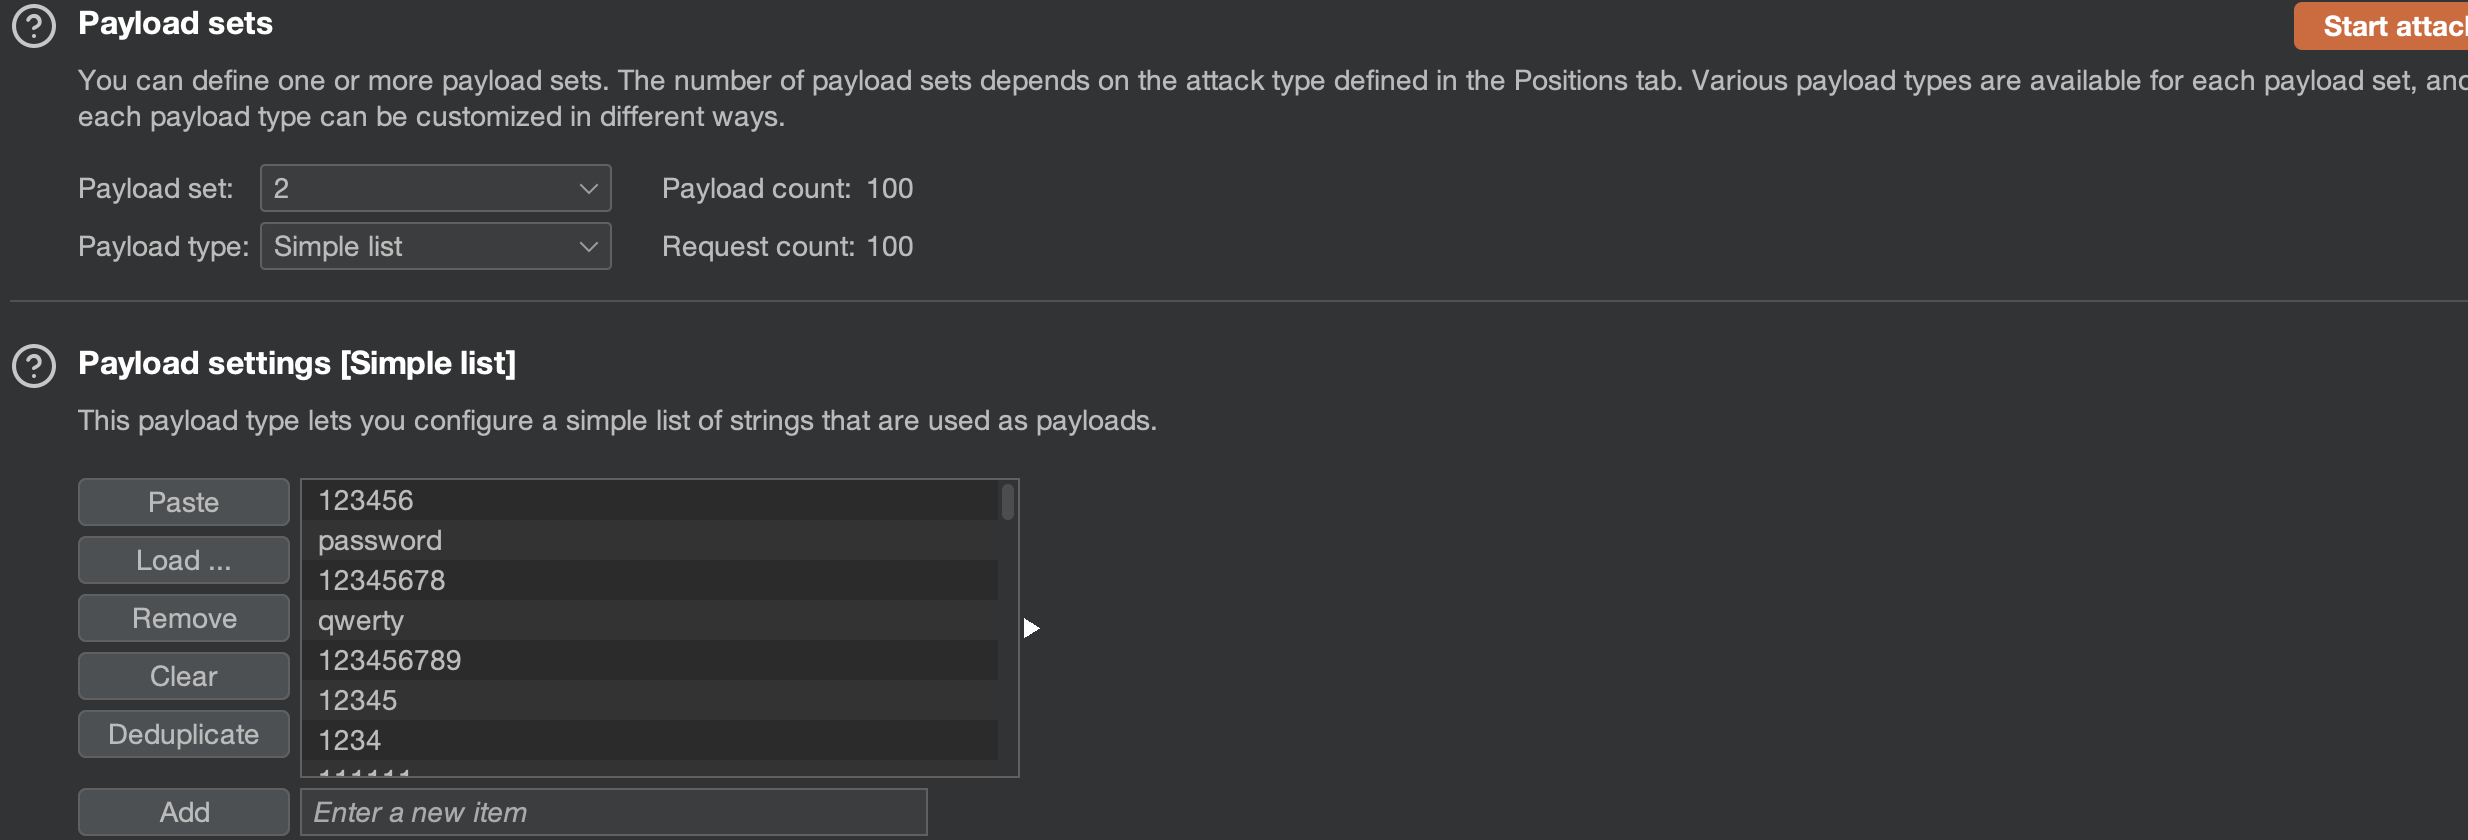 Payload sets
Start attac
You can define one or more payload sets. The number of payload sets depends on the attack type defined in the Positions tab. Various payload types are available for each payload set, and
each payload type can be customized in different ways.
Payload set: 2 Payload count: 100
Payload type: Simple list Request count: 100
Payload settings [Simple list]
This payload type lets you configure a simple list of strings that are used as payloads.
Paste
Load ...
Remove
Clear
Deduplicate
123456
password
12345678
qwerty
123456789
12345
1234
Add
Enter a new item